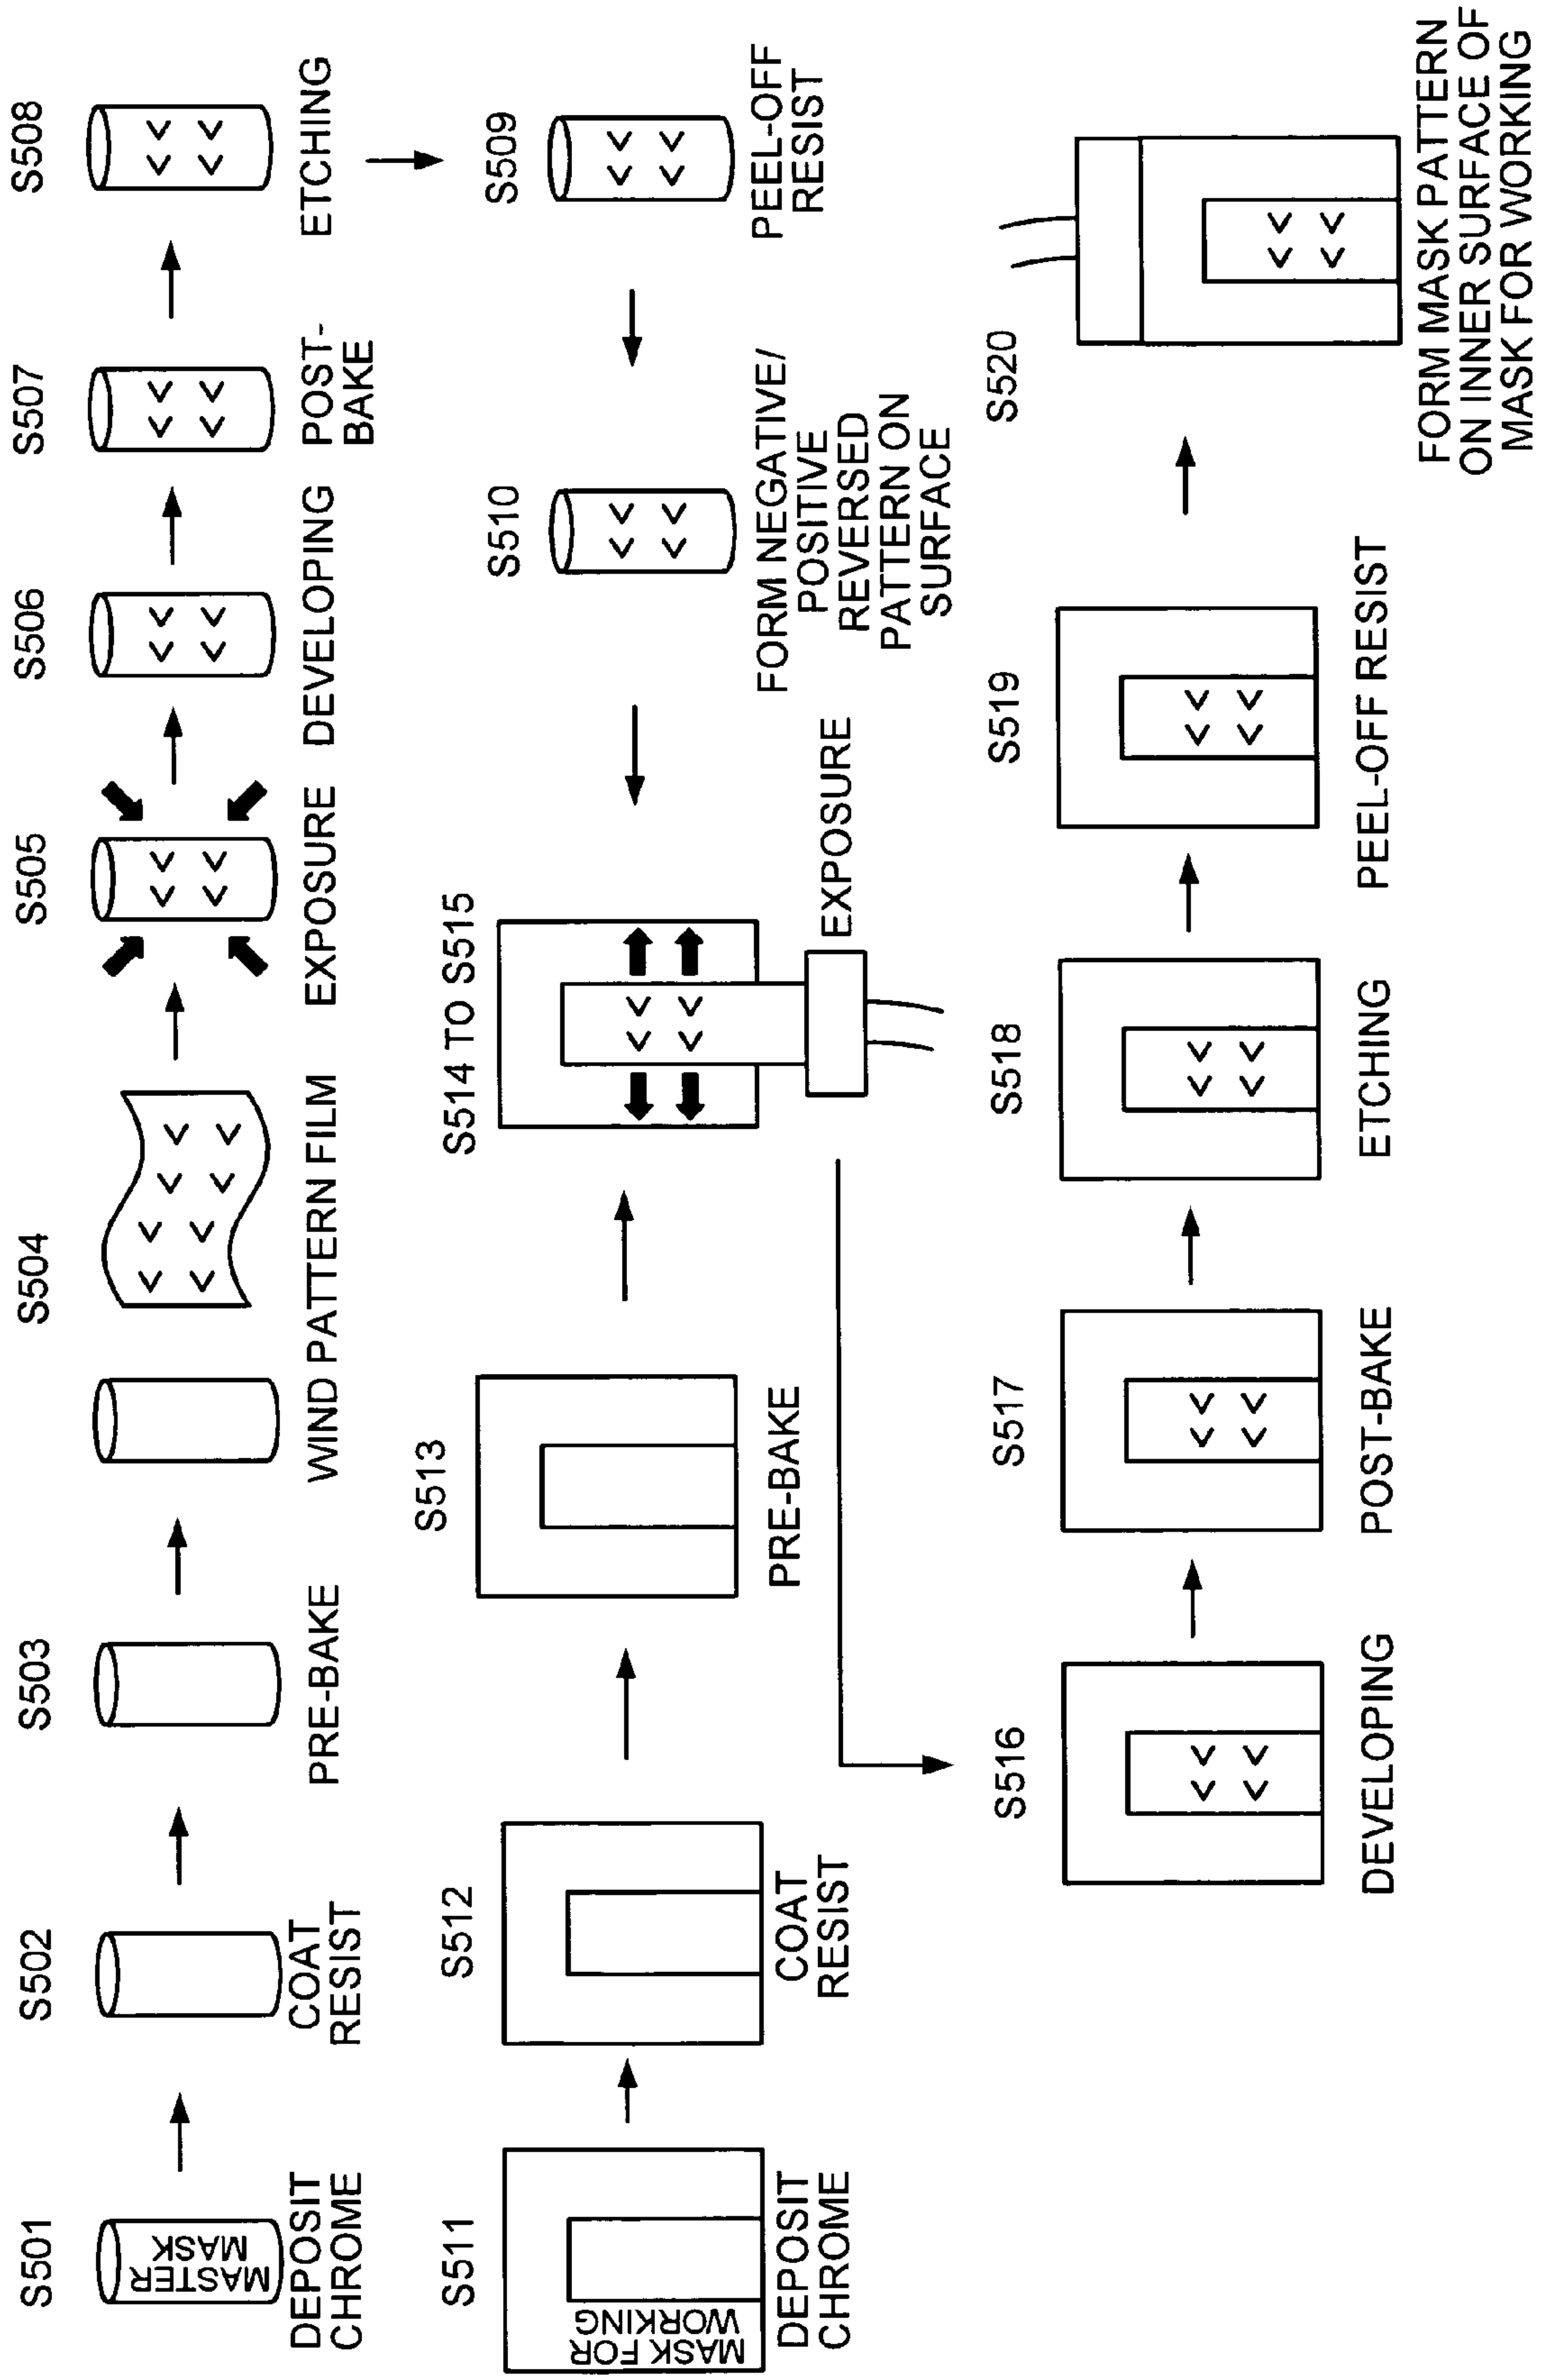 S501
MASTER
MASK
DEPOSIT
CHROME
S502
COAT
RESIST
S503
PRE-BAKE
S504
WIND PATTERN FILM
S505
EXPOSURE
S506
DEVELOPING
S507
POST-
BAKE
S508
ETCHING
S509
PEEL-OFF
RESIST
S510
FORM NEGATIVE/
POSITIVE
REVERSED
PATTERN ON
SURFACE
S511
MASK FOR
WORKING
DEPOSIT
CHROME
S512
COAT
RESIST
S513
PRE-BAKE
S514 TO S515
EXPOSURE
S516
DEVELOPING
S517
POST-BAKE
S518
ETCHING
S519
PEEL-OFF RESIST
S520
FORM MASK PATTERN
ON INNER SURFACE OF
MASK FOR WORKING